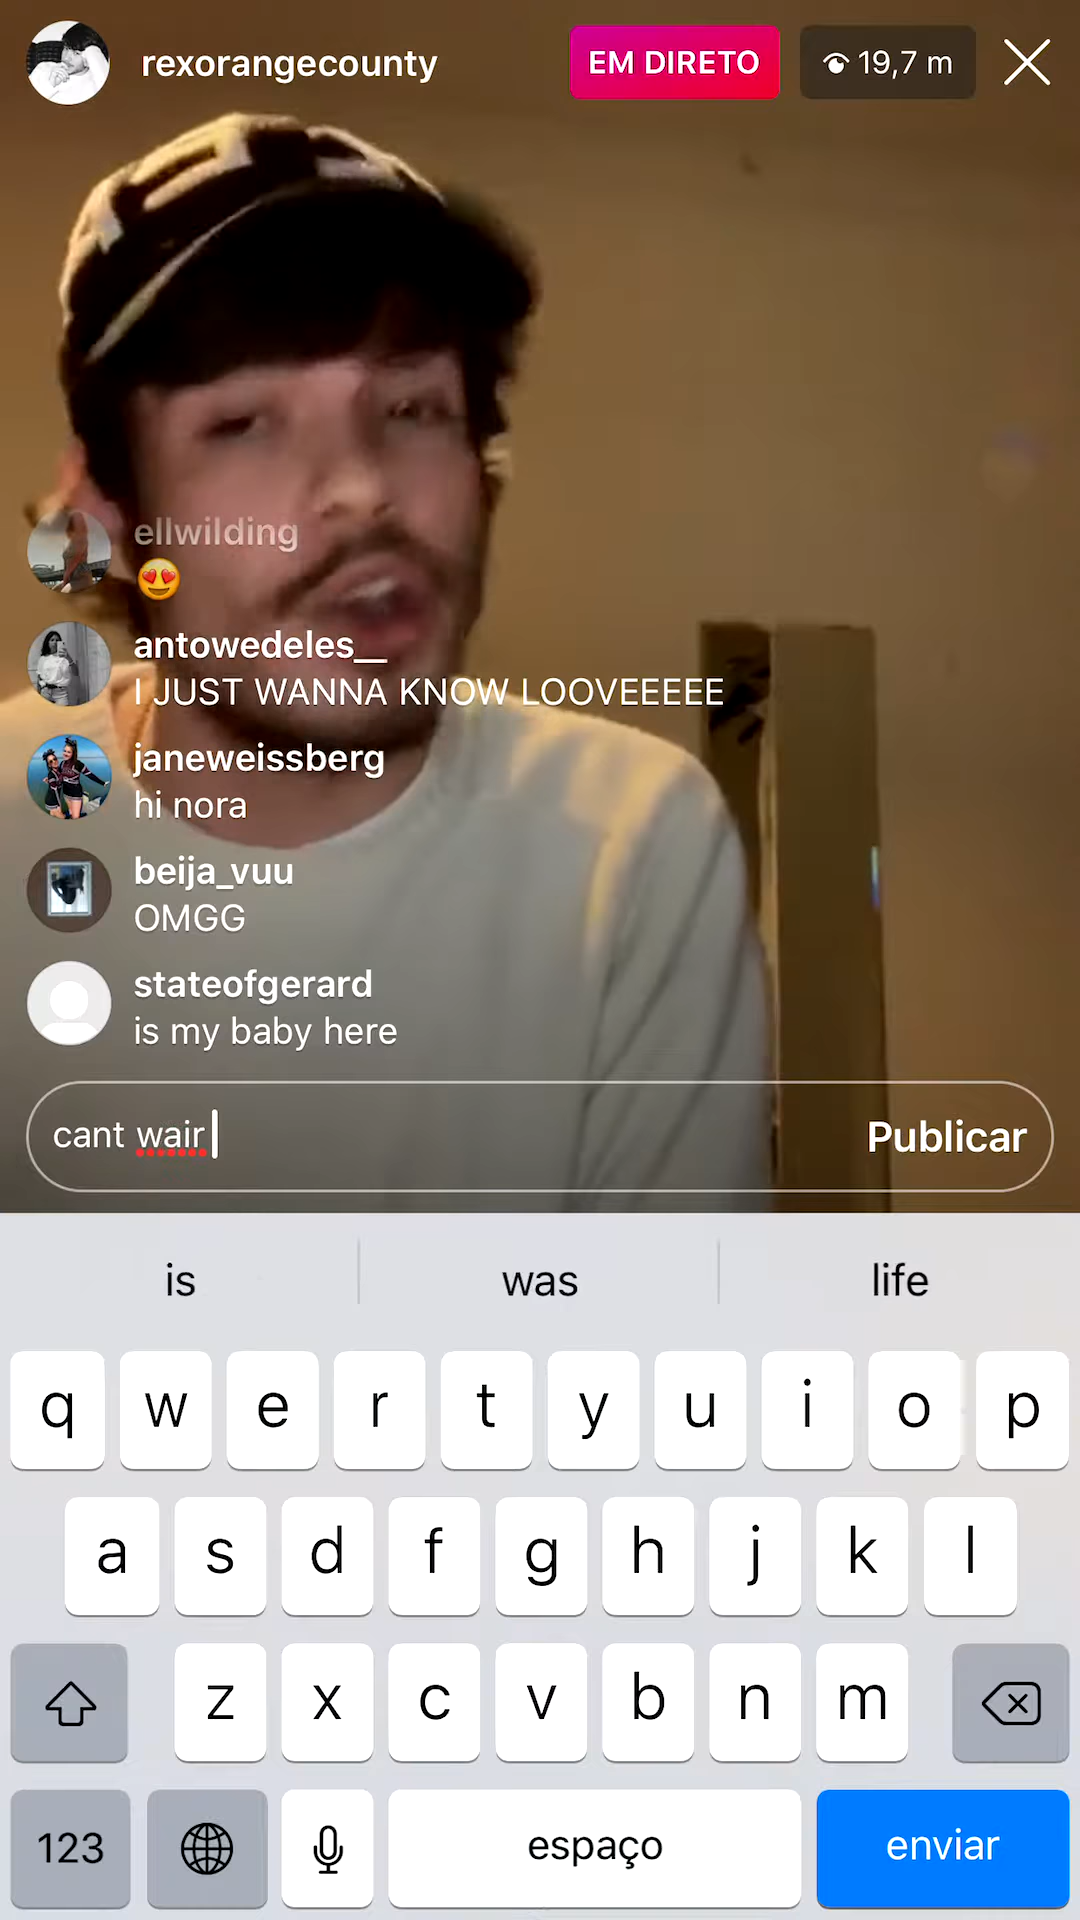 rexorangecounty
EM DIRETO
19,7 m
ellwilding
😍
antowedeles__
I JUST WANNA KNOW LOOVEEEEE
janeweissberg
hi nora
beija_vuu
OMGG
stateofgerard
is my baby here
cant wair
Publicar
is was life
q w e r t y u i o p
a s d f g h j k l
z x c v b n m
123 espaço enviar